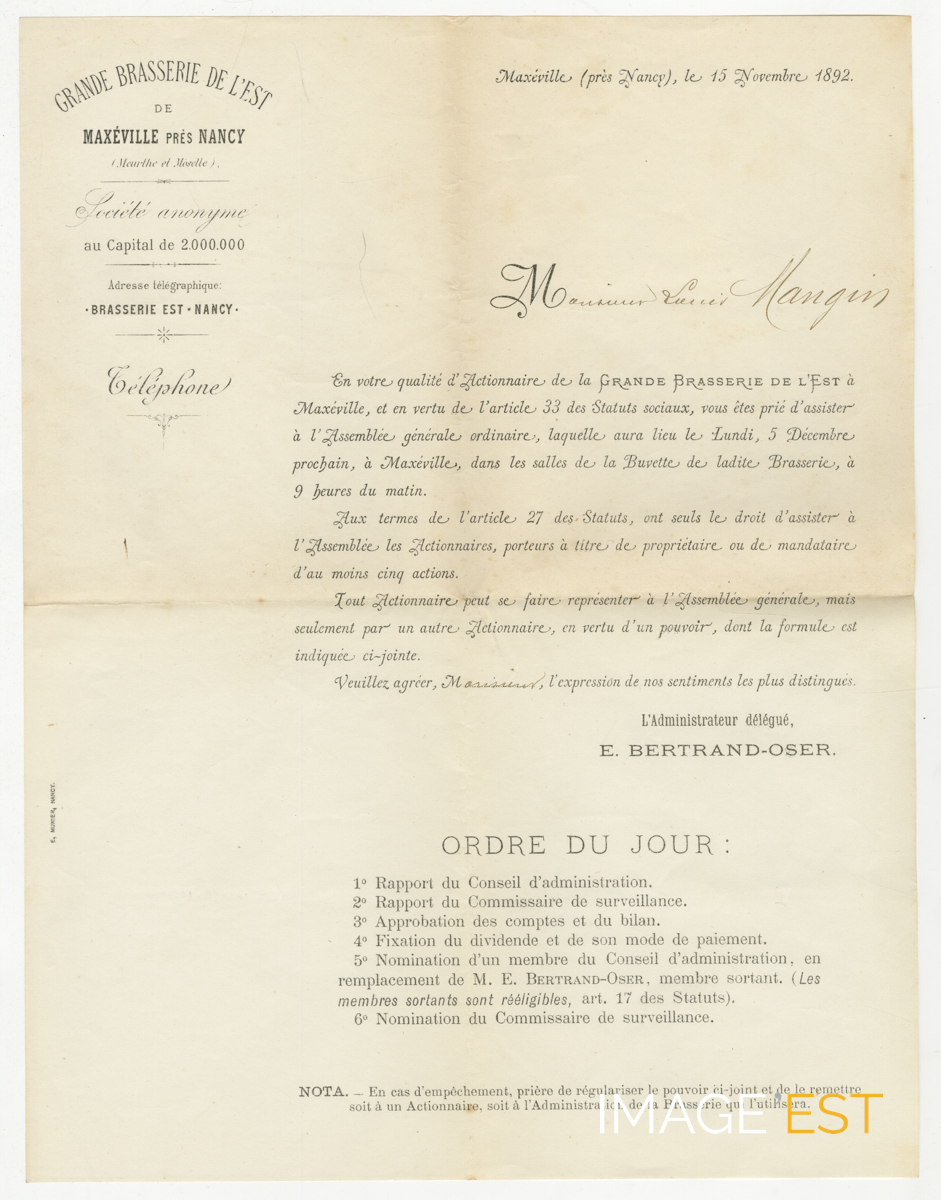 GRANDE BRASSERIE DE L'EST
DE
MAXÉVILLE PRÈS NANCY
(Meurthe et Moselle).
Société anonyme
au Capital de 2.000.000
Adresse télégraphique:
·BRASSERIE EST·NANCY·
Téléphone
Maxéville (près Nancy), le 15 Novembre 1892.
Monsieur Louis Mangin
En votre qualité d'Actionnaire de la GRANDE BRASSERIE DE L'EST à
Maxéville, et en vertu de l'article 33 des Statuts sociaux, vous êtes prié d'assister
à l'Assemblée générale ordinaire, laquelle aura lieu le Lundi, 5 Décembre
prochain, à Maxéville, dans les salles de la Buvette de ladite Brasserie, à
9 heures du matin.
Aux termes de l'article 27 des Statuts, ont seuls le droit d'assister à
l'Assemblée les Actionnaires, porteurs à titre de propriétaire ou de mandataire
d'au moins cinq actions.
Tout Actionnaire peut se faire représenter à l'Assemblée générale, mais
seulement par un autre Actionnaire, en vertu d'un pouvoir, dont la formule est
indiquée ci-jointe.
Veuillez agréer, Monsieur, l'expression de nos sentiments les plus distingués.
L'Administrateur délégué,
E. BERTRAND-OSER.
E. MUNIER, NANCY.
ORDRE DU JOUR :
1º Rapport du Conseil d'administration.
2º Rapport du Commissaire de surveillance.
3º Approbation des comptes et du bilan.
4º Fixation du dividende et de son mode de paiement.
5º Nomination d'un membre du Conseil d'administration, en
remplacement de M. E. BERTRAND-OSER, membre sortant. (Les
membres sortants sont rééligibles, art. 17 des Statuts).
6º Nomination du Commissaire de surveillance.
NOTA. — En cas d'empêchement, prière de régulariser le pouvoir ci-joint et de le remettre
soit à un Actionnaire, soit à l'Administration de la Brasserie qui l'utilisera.
IMAGE EST